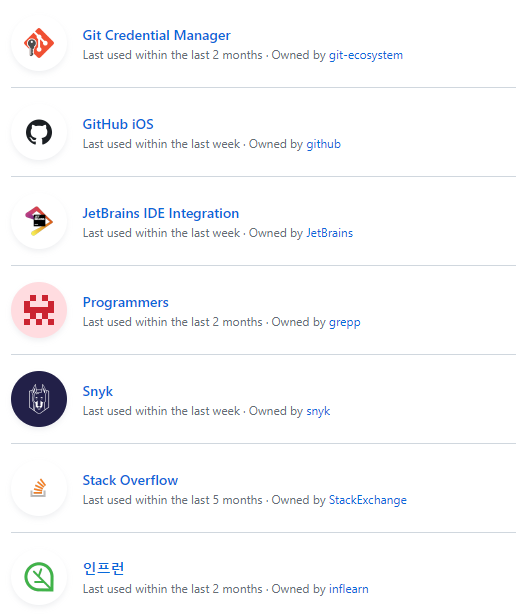 Git Credential Manager
Last used within the last 2 months · Owned by git-ecosystem
GitHub iOS
Last used within the last week · Owned by github
JetBrains IDE Integration
Last used within the last week · Owned by JetBrains
Programmers
Last used within the last 2 months · Owned by grepp
Snyk
Last used within the last week · Owned by snyk
Stack Overflow
Last used within the last 5 months · Owned by StackExchange
인프런
Last used within the last 2 months · Owned by inflearn